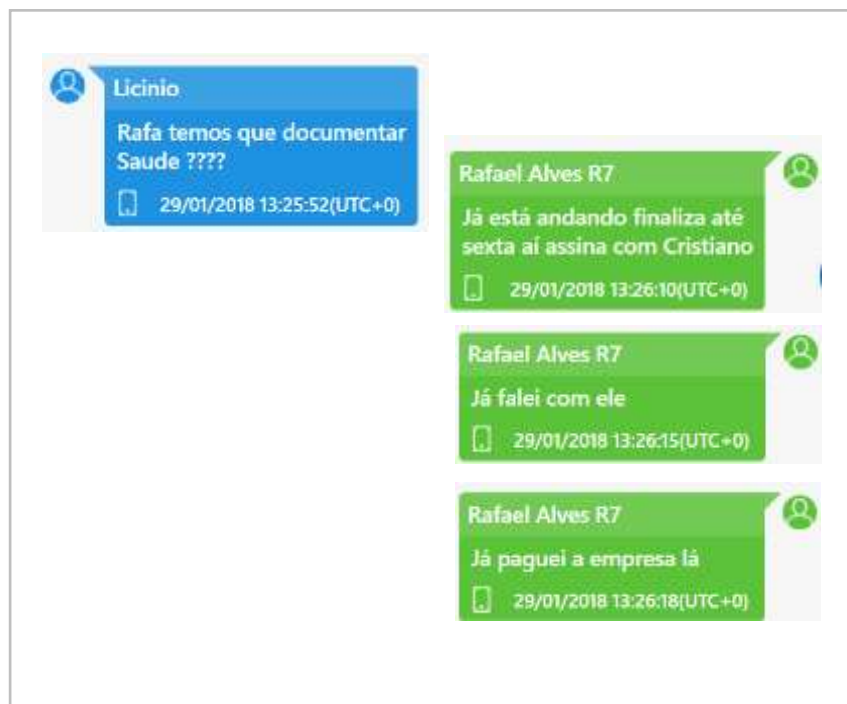 Licinio
Rafa temos que documentar
Saude ????
29/01/2018 13:25:52(UTC+0)
Rafael Alves R7
Já está andando finaliza até
sexta aí assina com Cristiano
29/01/2018 13:26:10(UTC+0)
Rafael Alves R7
Já falei com ele
29/01/2018 13:26:15(UTC+0)
Rafael Alves R7
Já paguei a empresa lá
29/01/2018 13:26:18(UTC+0)